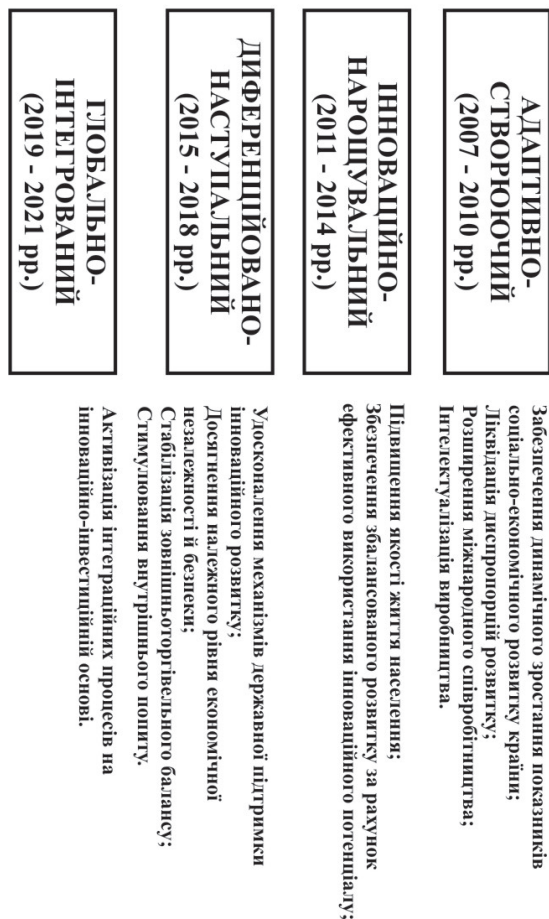 АДАПТИВНО-
СТВОРЮЮЧИЙ
(2007 - 2010 рр.)
Забезпечення динамічного зростання показників
соціально-економічного розвитку країни;
Ліквідація диспропорцій розвитку;
Розширення міжнародного співробітництва;
Інтелектуалізація виробництва.
ІННОВАЦІЙНО-
НАРОЩУВАЛЬНИЙ
(2011 - 2014 рр.)
Підвищення якості життя населення;
Збезпечення збалансованого розвитку за рахунок
ефективного використання інноваційного потенціалу;
ДИФЕРЕНЦІЙОВАНО-
НАСТУПАЛЬНИЙ
(2015 - 2018 рр.)
Удосконалення механізмів державної підтримки
інноваційного розвитку;
Досягнення належного рівня економічної
незалежності й безпеки;
Стабілізація зовнішньоторгівельного балансу;
Стимулювання внутрішнього попиту.
ГЛОБАЛЬНО-
ІНТЕГРОВАНИЙ
(2019 - 2021 рр.)
Активізація інтеграційних процесів на
інноваційно-інвестиційній основі.